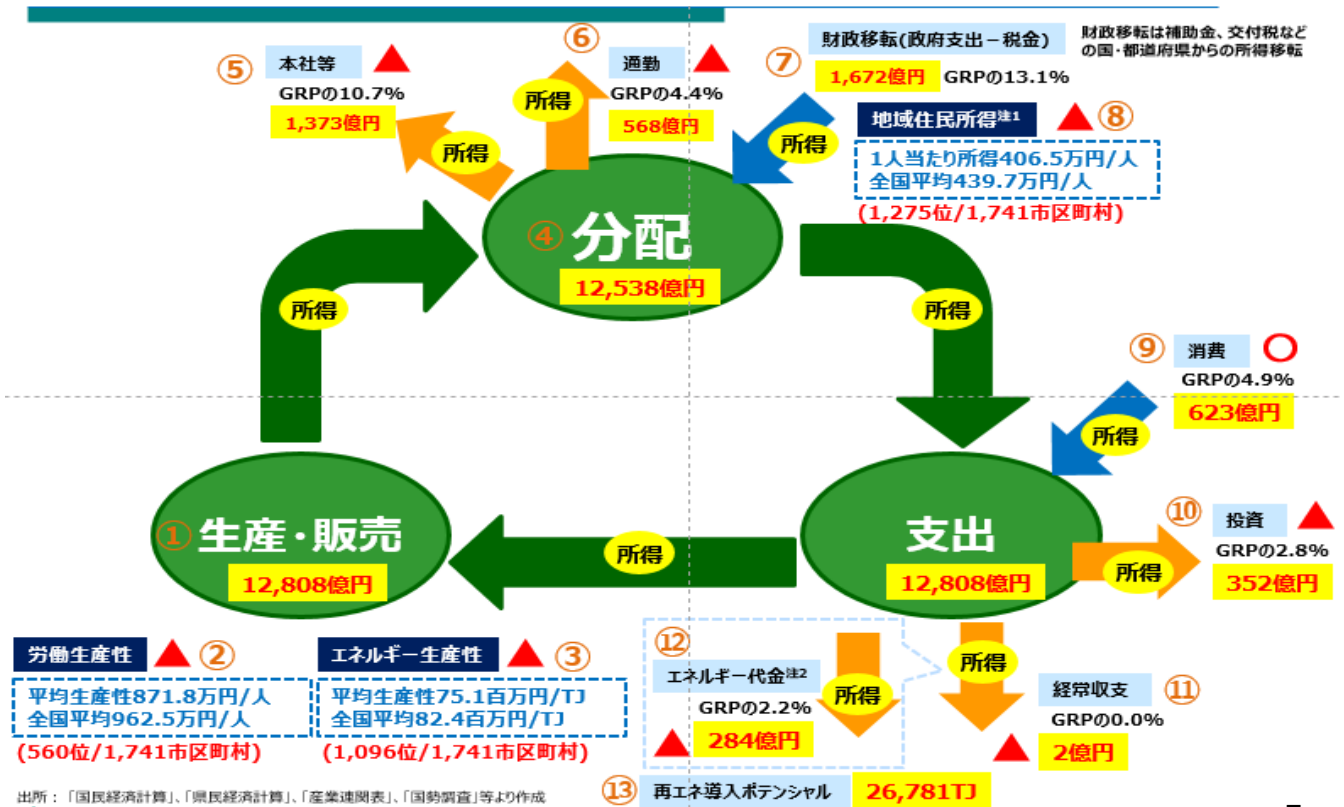 ⑤
本社等
GRPの10.7%
1,373億円
所得
⑥
通勤
GRPの4.4%
568億円
所得
⑦
財政移転(政府支出－税金)
1,672億円 GRPの13.1%
所得
財政移転は補助金、交付税など
の国・都道府県からの所得移転
地域住民所得注1 ⑧
1人当たり所得406.5万円/人
全国平均439.7万円/人
(1,275位/1,741市区町村)
④分配
12,538億円
所得
所得
⑨
消費
GRPの4.9%
623億円
所得
①生産・販売
12,808億円
所得
支出
12,808億円
⑩
投資
GRPの2.8%
352億円
所得
労働生産性 ②
平均生産性871.8万円/人
全国平均962.5万円/人
(560位/1,741市区町村)
エネルギー生産性 ③
平均生産性75.1百万円/TJ
全国平均82.4百万円/TJ
(1,096位/1,741市区町村)
⑫
エネルギー代金注2
GRPの2.2%
284億円
所得
所得
経常収支 ⑪
GRPの0.0%
2億円
⑬ 再エネ導入ポテンシャル 26,781TJ
出所：「国民経済計算」、「県民経済計算」、「産業連関表」、「国勢調査」等より作成